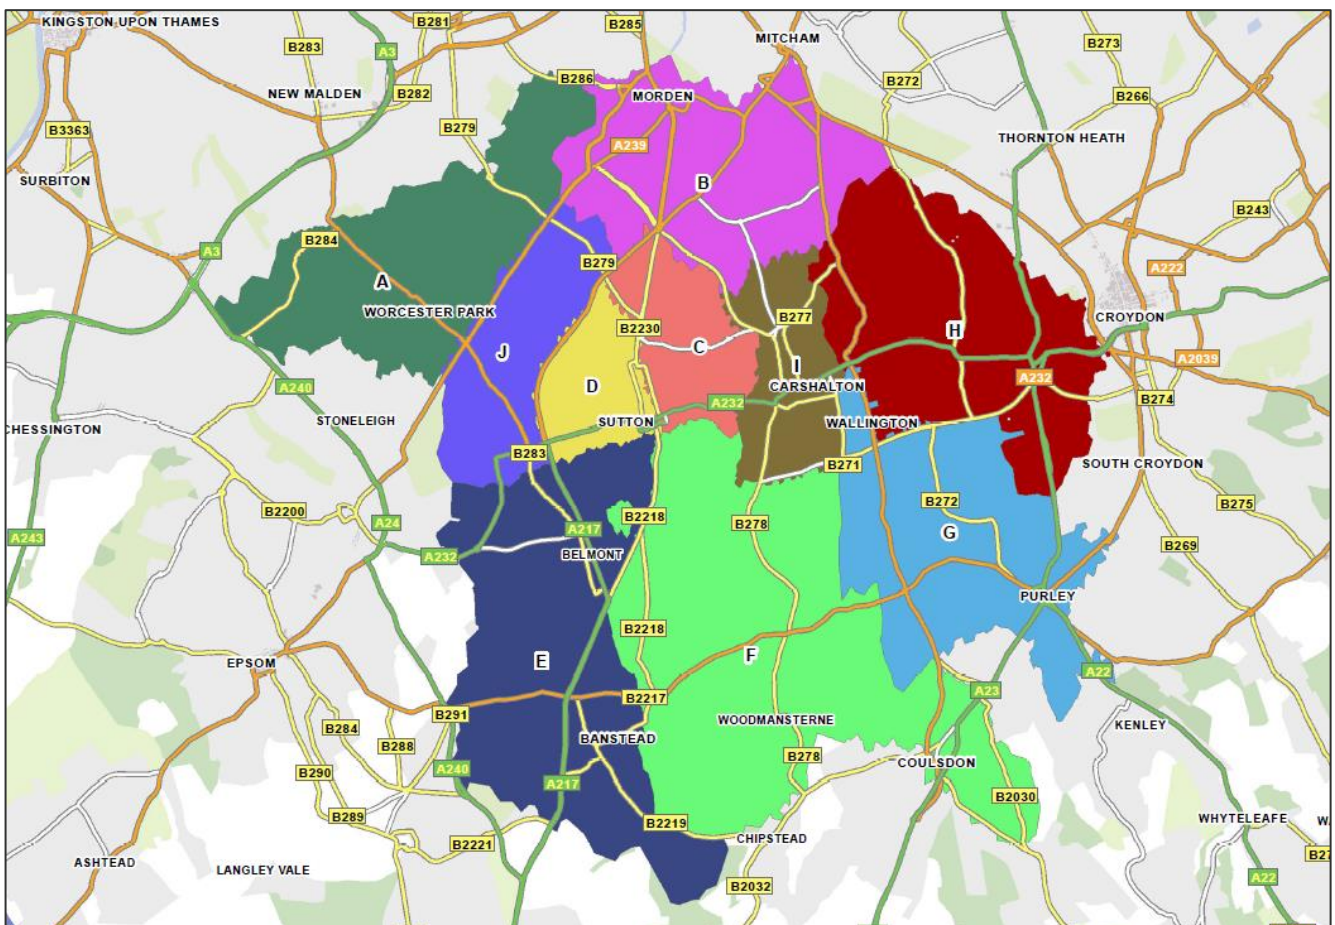 KINGSTON UPON THAMES
B281
B285
MITCHAM
B283
A3
B273
B286
B272
NEW MALDEN
B282
MORDEN
B266
B3363
B279
THORNTON HEATH
A239
SURBITON
B
B243
B284
A3
B279
A222
A
WORCESTER PARK
B277
CROYDON
B2230
H
J
C
A2039
I
A240
D
CARSHALTON
A232
B274
A232
CHESSINGTON
STONELEIGH
SUTTON
WALLINGTON
B283
B271
SOUTH CROYDON
B272
B275
B2200
B2218
B278
A24
A217
G
A243
A232
BELMONT
B269
PURLEY
B2218
EPSOM
E
F
A22
A23
B2217
B291
WOODMANSTERNE
KENLEY
B284
BANSTEAD
B288
B278
COULSDON
B290
A240
A217
B2030
B289
B2219
WHYTELEAFE
B2221
CHIPSTEAD
ASHTEAD
LANGLEY VALE
A22
B2032